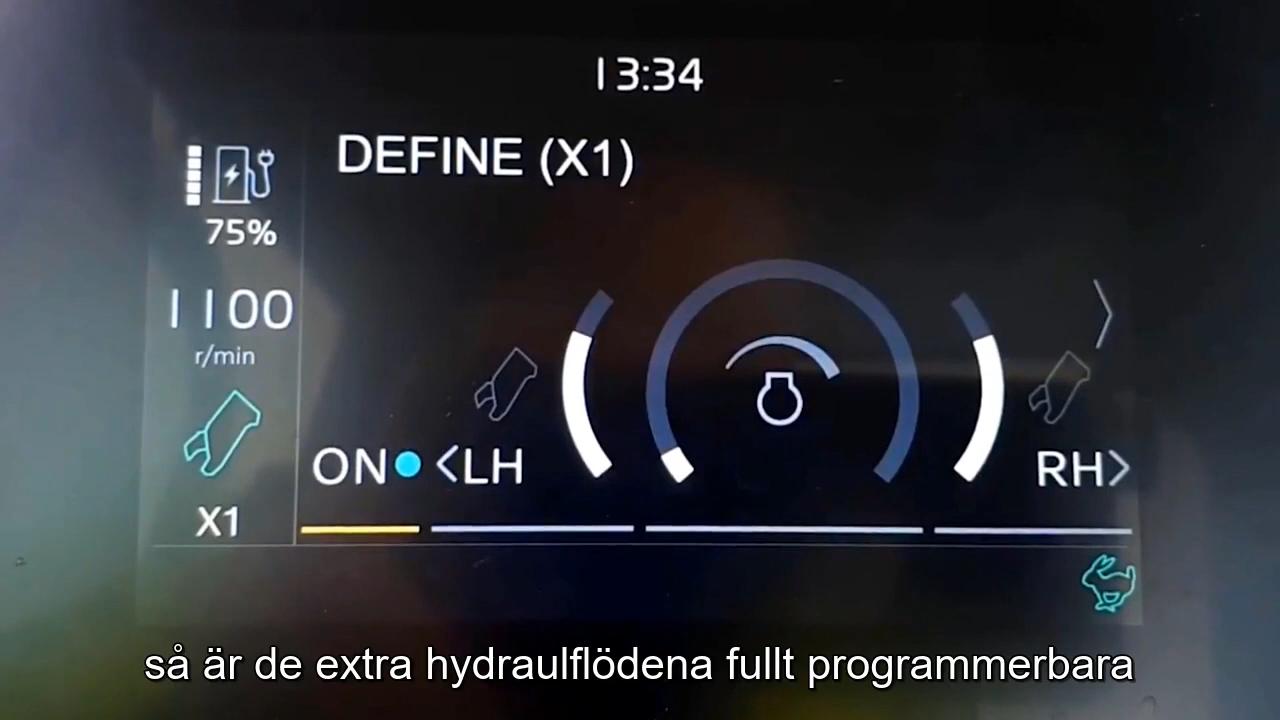 13:34
DEFINE (X1)
75%
1100
r/min
ON <LH
RH>
X1
så är de extra hydraulflödena fullt programmerbara